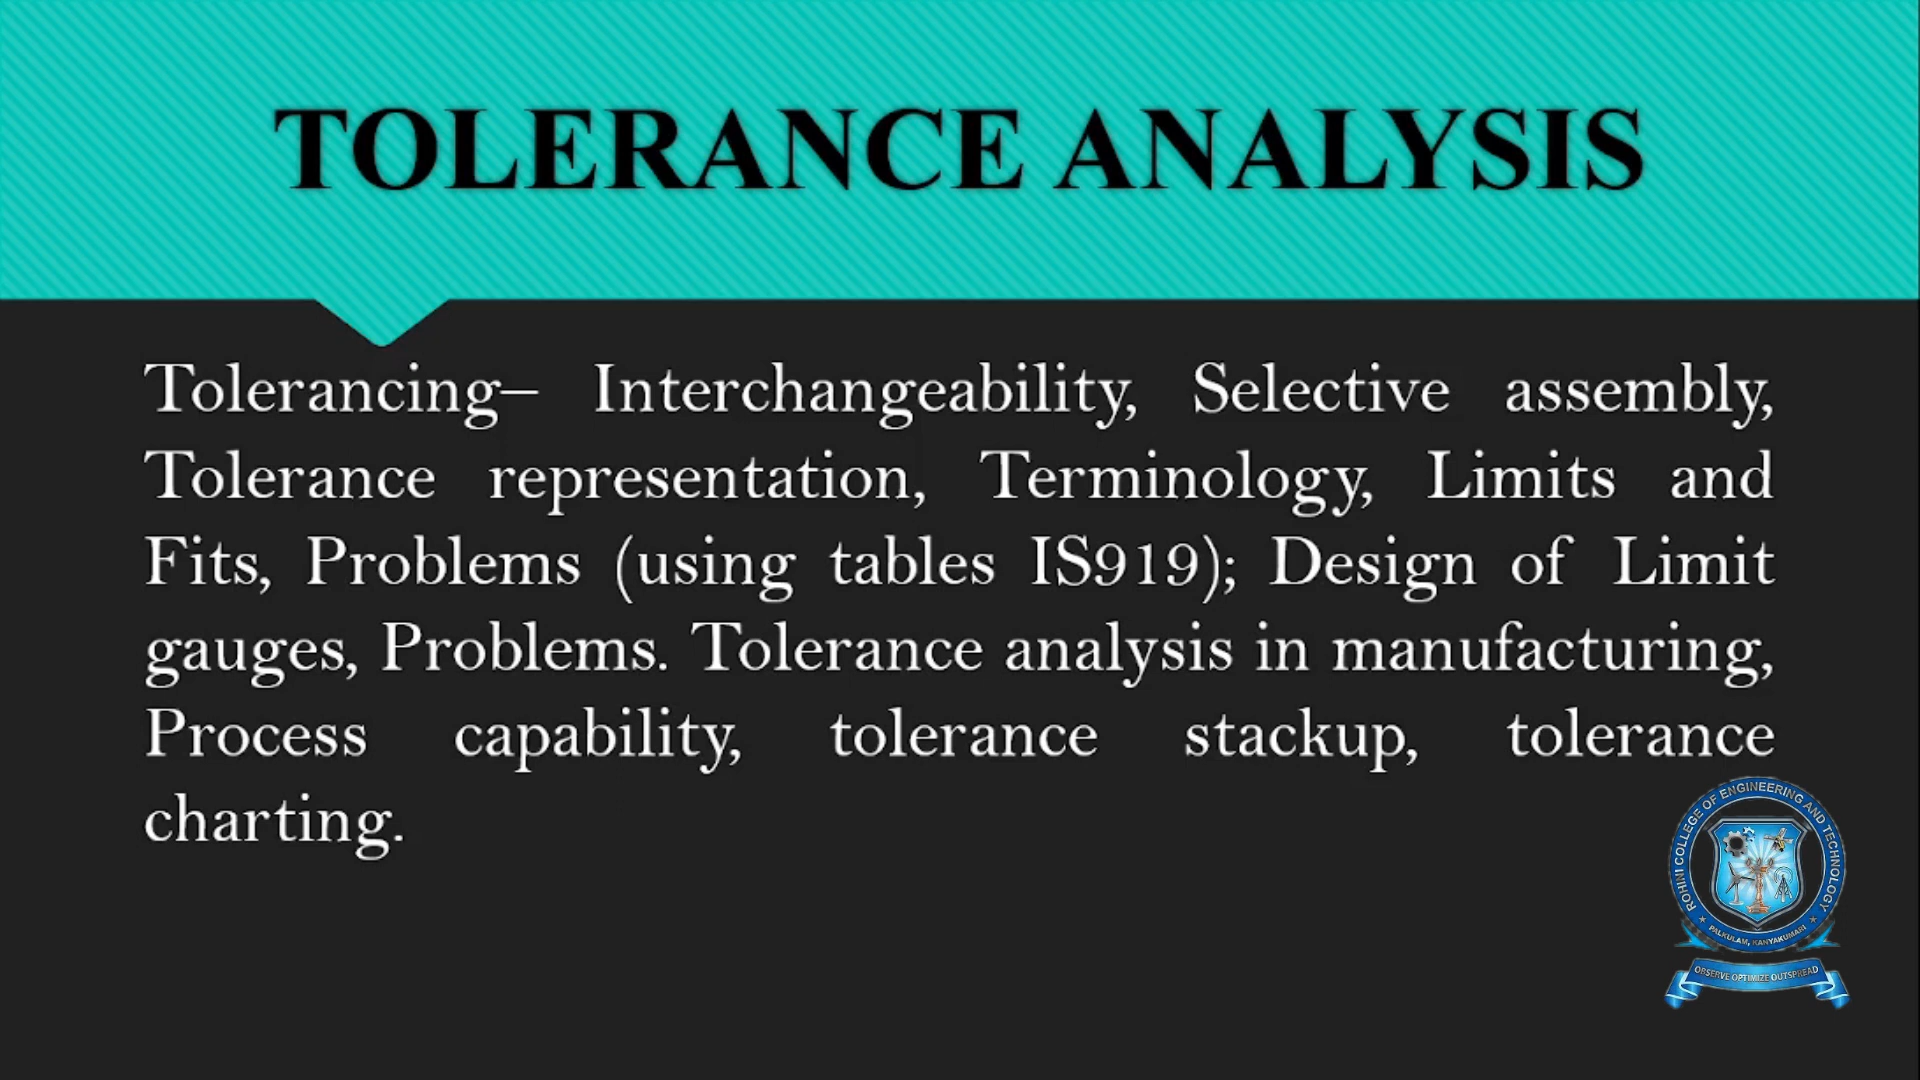 TOLERANCE ANALYSIS
Tolerancing– Interchangeability, Selective assembly,
Tolerance representation, Terminology, Limits and
Fits, Problems (using tables IS919); Design of Limit
gauges, Problems. Tolerance analysis in manufacturing,
Process capability, tolerance stackup, tolerance
charting.
ROHINI COLLEGE OF ENGINEERING AND TECHNOLOGY
PALKULAM, KANYAKUMARI
OBSERVE OPTIMIZE OUTSPREAD